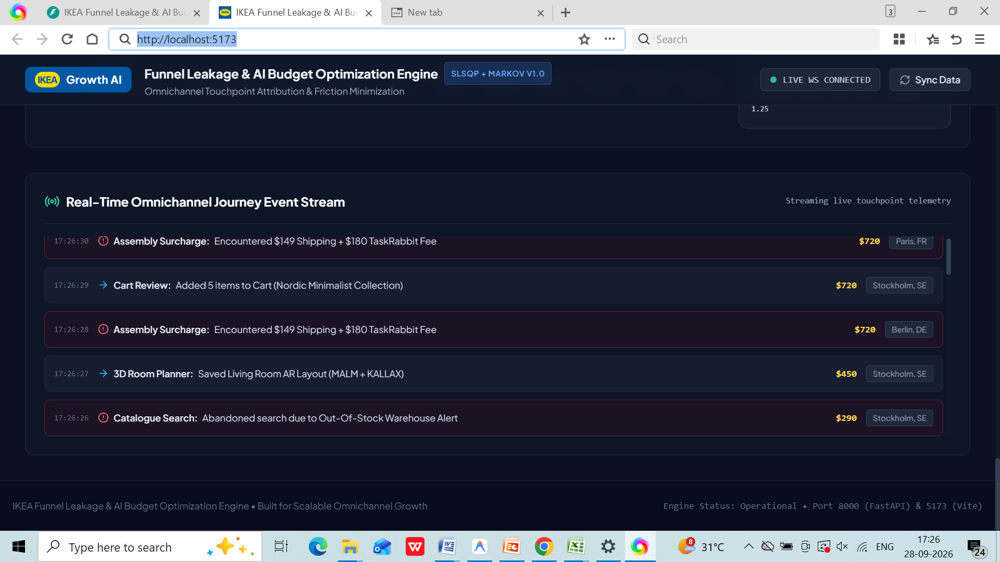 IKEA Funnel Leakage & AI Bu
IKEA Funnel Leakage & AI Bu
New tab
3
http://localhost:5173
Search
IKEA Growth AI
Funnel Leakage & AI Budget Optimization Engine
SLSQP + MARKOV V1.0
Omnichannel Touchpoint Attribution & Friction Minimization
LIVE WS CONNECTED
Sync Data
1.25
Real-Time Omnichannel Journey Event Stream
Streaming live touchpoint telemetry
17:26:30 Assembly Surcharge: Encountered $149 Shipping + $180 TaskRabbit Fee $720 Paris, FR
17:26:29 Cart Review: Added 5 items to Cart (Nordic Minimalist Collection) $720 Stockholm, SE
17:26:28 Assembly Surcharge: Encountered $149 Shipping + $180 TaskRabbit Fee $720 Berlin, DE
17:26:27 3D Room Planner: Saved Living Room AR Layout (MALM + KALLAX) $450 Stockholm, SE
17:26:26 Catalogue Search: Abandoned search due to Out-Of-Stock Warehouse Alert $290 Stockholm, SE
IKEA Funnel Leakage & AI Budget Optimization Engine • Built for Scalable Omnichannel Growth
Engine Status: Operational • Port 8000 (FastAPI) & 5173 (Vite)
Type here to search
8
31°C
ENG
17:26
28-09-2026
24